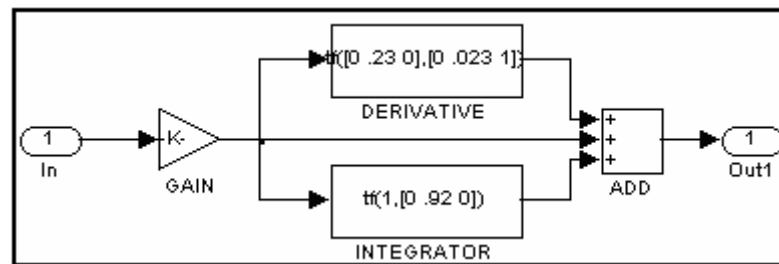 tf([0 .23 0],[0 .023 1])
DERIVATIVE
1
In
-K-
GAIN
+
+
+
ADD
1
Out1
tf(1,[0 .92 0])
INTEGRATOR